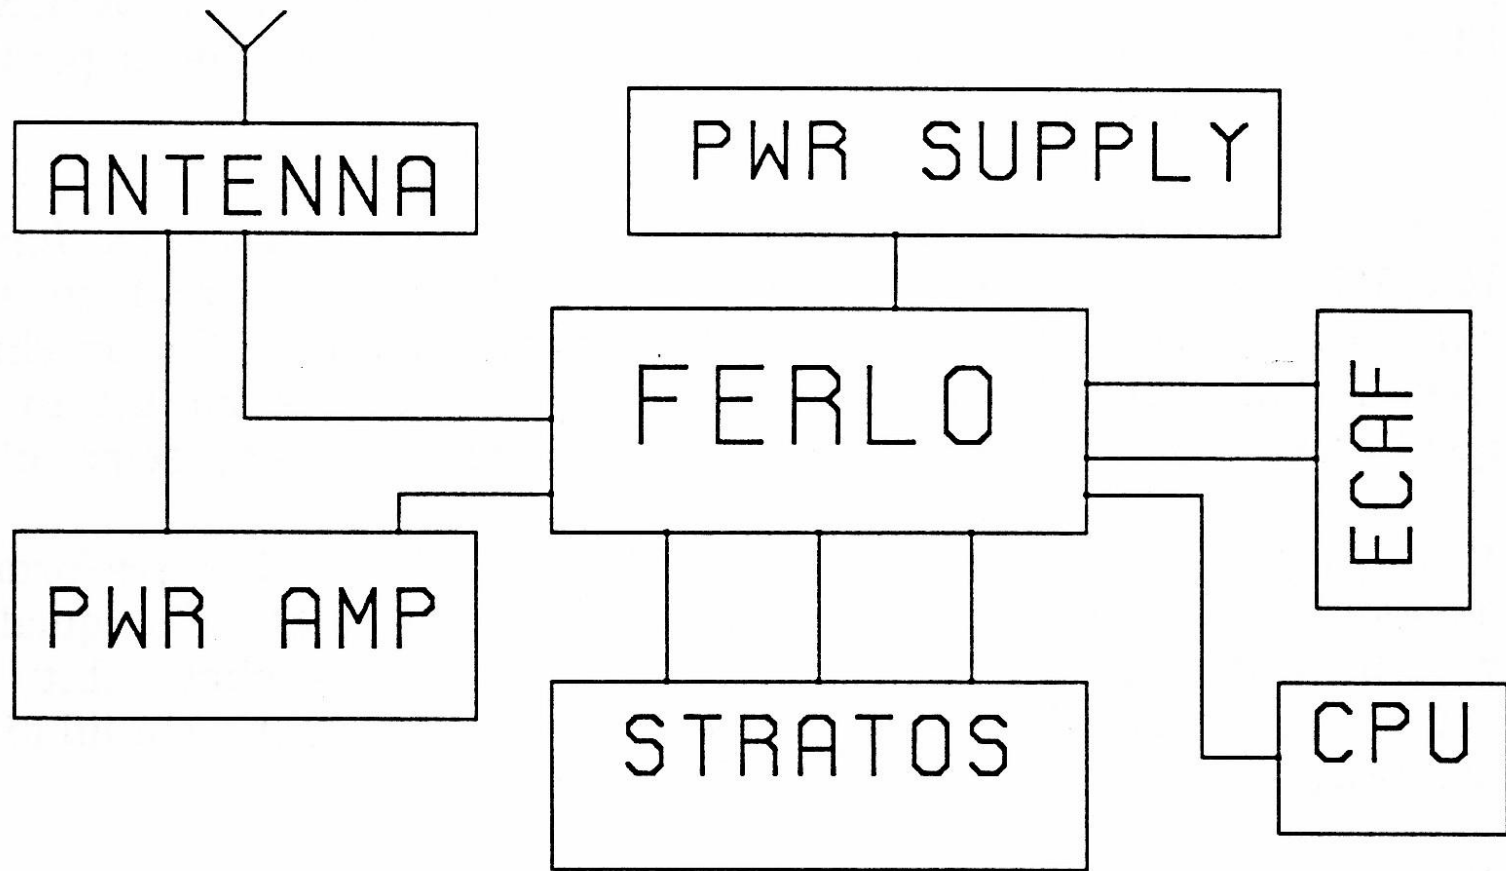 ANTENNA
PWR SUPPLY
FERLO
ECAF
PWR AMP
STRATOS
CPU